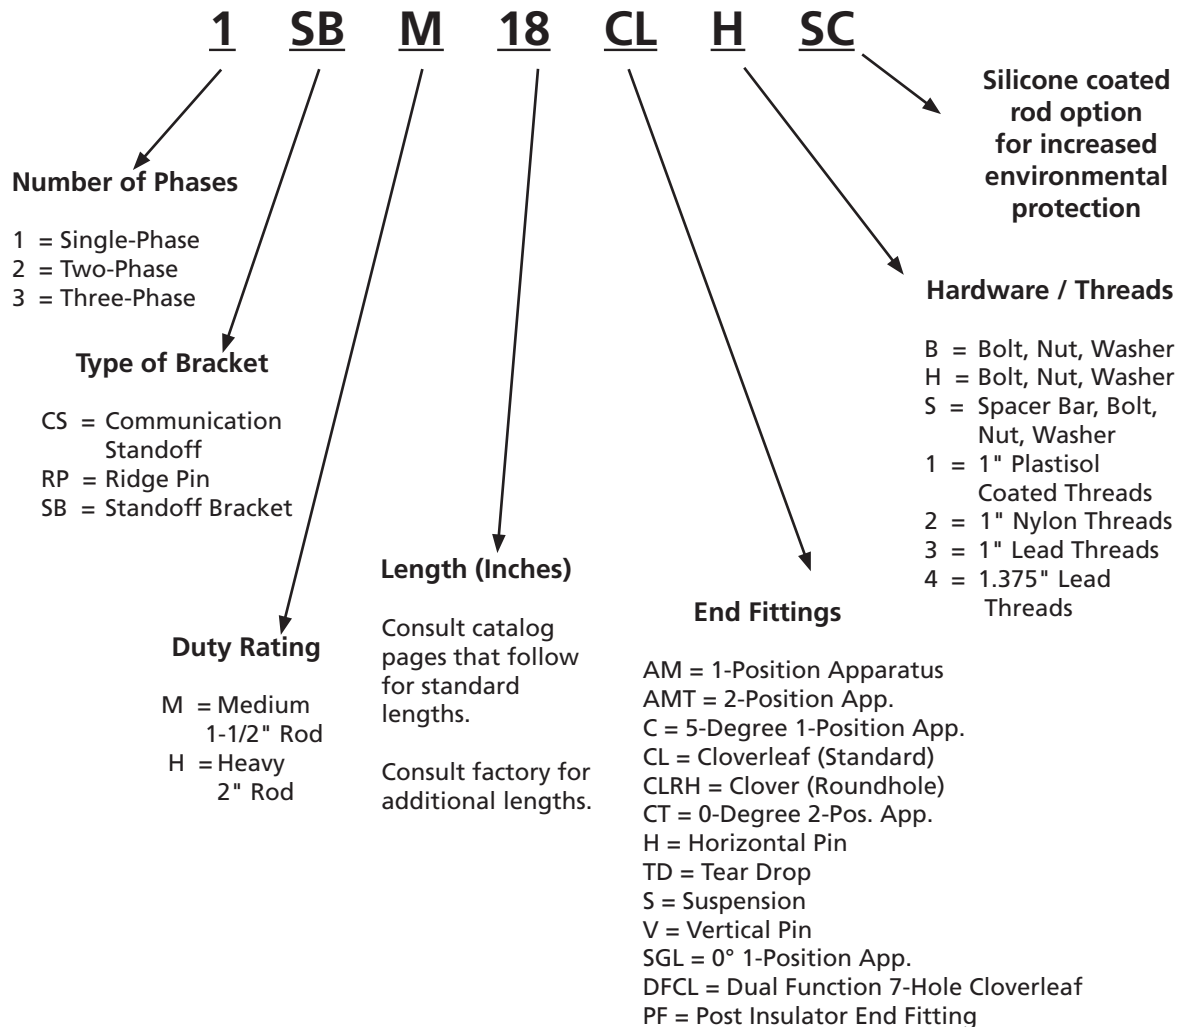 1 SB M 18 CL H SC
Silicone coated
rod option
for increased
environmental
protection
Number of Phases
1 = Single-Phase
2 = Two-Phase
3 = Three-Phase
Type of Bracket
CS = Communication
Standoff
RP = Ridge Pin
SB = Standoff Bracket
Duty Rating
M = Medium
1-1/2" Rod
H = Heavy
2" Rod
Length (Inches)
Consult catalog
pages that follow
for standard
lengths.
Consult factory for
additional lengths.
End Fittings
AM = 1-Position Apparatus
AMT = 2-Position App.
C = 5-Degree 1-Position App.
CL = Cloverleaf (Standard)
CLRH = Clover (Roundhole)
CT = 0-Degree 2-Pos. App.
H = Horizontal Pin
TD = Tear Drop
S = Suspension
V = Vertical Pin
SGL = 0° 1-Position App.
DFCL = Dual Function 7-Hole Cloverleaf
PF = Post Insulator End Fitting
Hardware / Threads
B = Bolt, Nut, Washer
H = Bolt, Nut, Washer
S = Spacer Bar, Bolt,
Nut, Washer
1 = 1" Plastisol
Coated Threads
2 = 1" Nylon Threads
3 = 1" Lead Threads
4 = 1.375" Lead
Threads